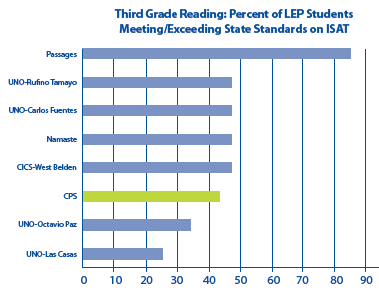 Third Grade Reading: Percent of LEP Students
Meeting/Exceeding State Standards on ISAT
Passages
UNO-Rufino Tamayo
UNO-Carlos Fuentes
Namaste
CICS-West Belden
CPS
UNO-Octavio Paz
UNO-Las Casas
0 10 20 30 40 50 60 70 80 90